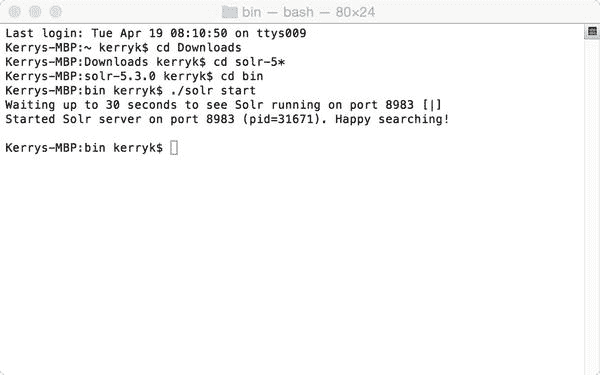 bin — bash — 80×24
Last login: Tue Apr 19 08:10:50 on ttys009
Kerrys-MBP:~ kerryk$ cd Downloads
Kerrys-MBP:Downloads kerryk$ cd solr-5*
Kerrys-MBP:solr-5.3.0 kerryk$ cd bin
Kerrys-MBP:bin kerryk$ ./solr start
Waiting up to 30 seconds to see Solr running on port 8983 [|]
Started Solr server on port 8983 (pid=31671). Happy searching!
Kerrys-MBP:bin kerryk$